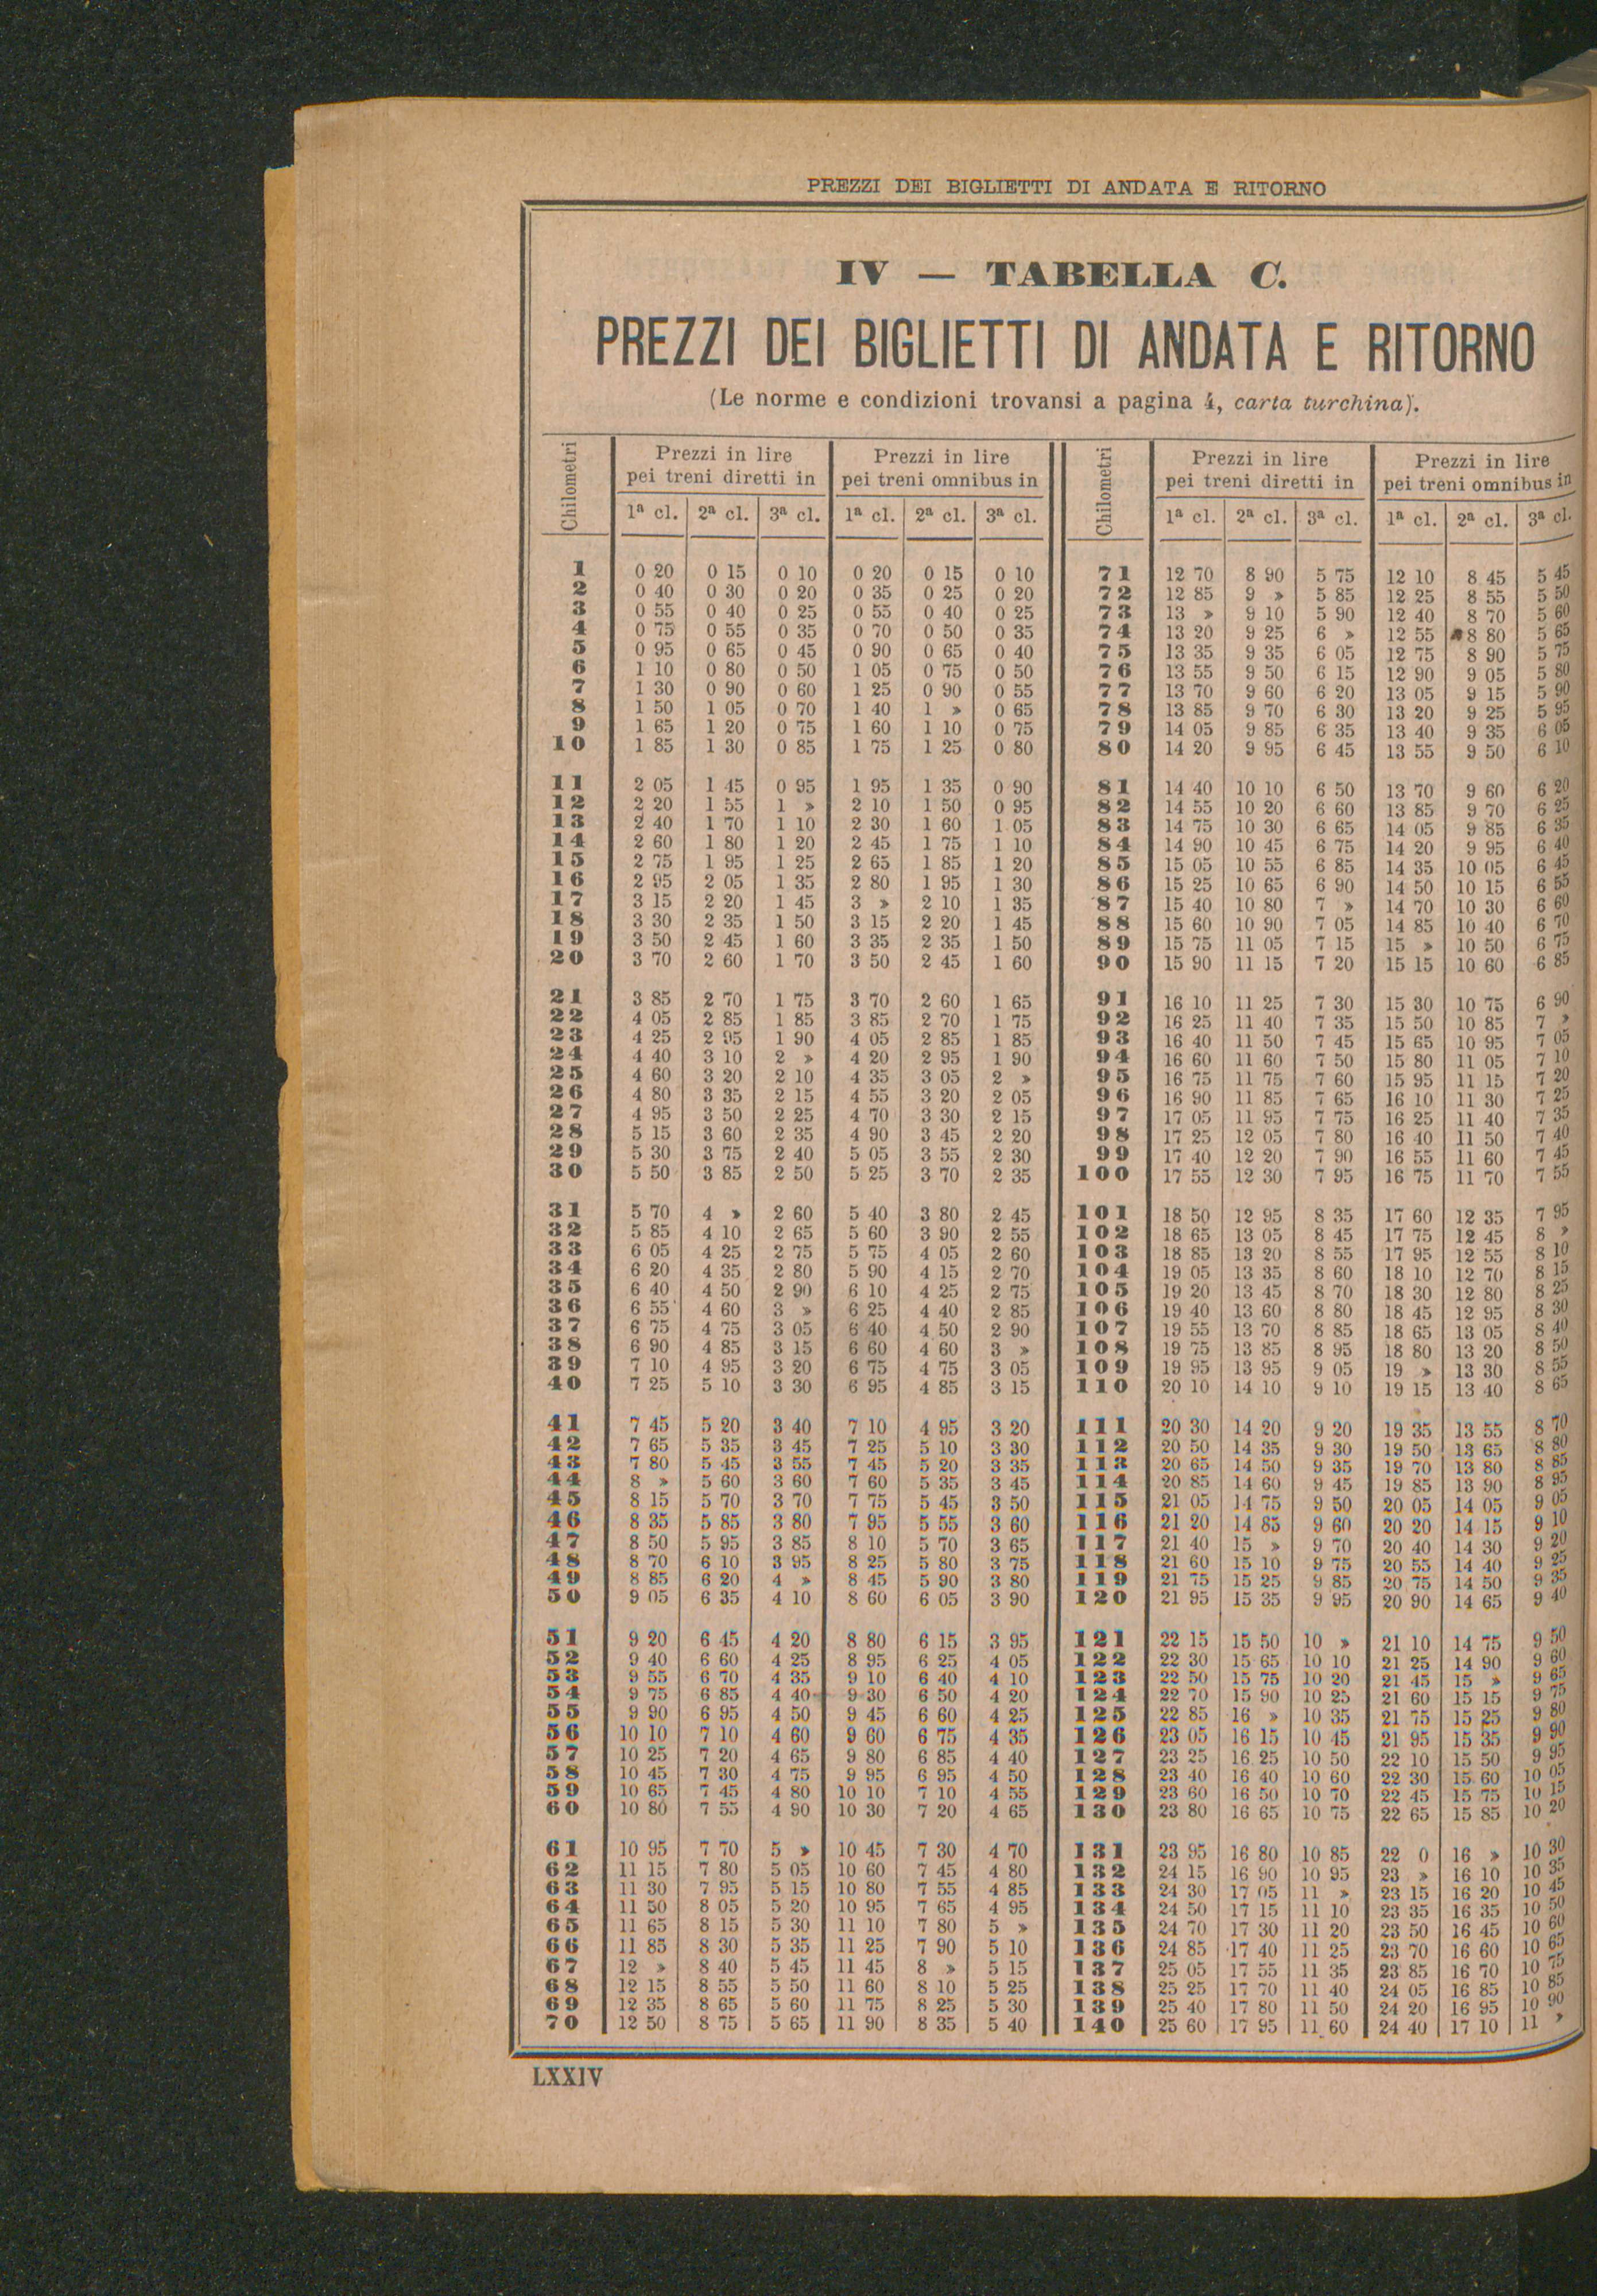 PREZZI DEI BIGLIETTI DI ANDATA E RITORNO
IV — TABELLA C.
PREZZI DEI BIGLIETTI DI ANDATA E RITORNO
(Le norme e condizioni trovansi a pagina 4, carta turchina).
Chilometri Prezzi in lire Prezzi in lire Chilometri Prezzi in lire Prezzi in lire
pei treni diretti in pei treni omnibus in pei treni diretti in pei treni omnibus in
1ª cl. 2ª cl. 3ª cl. 1ª cl. 2ª cl. 3ª cl. 1ª cl. 2ª cl. 3ª cl. 1ª cl. 2ª cl. 3ª cl.
1 0 20 0 15 0 10 0 20 0 15 0 10 71 12 70 8 90 5 75 12 10 8 45 5 45
2 0 40 0 30 0 20 0 35 0 25 0 20 72 12 85 9 » 5 85 12 25 8 55 5 50
3 0 55 0 40 0 25 0 55 0 40 0 25 73 13 » 9 10 5 90 12 40 8 70 5 60
4 0 75 0 55 0 35 0 70 0 50 0 35 74 13 20 9 25 6 » 12 55 8 80 5 65
5 0 95 0 65 0 45 0 90 0 65 0 40 75 13 35 9 35 6 05 12 75 8 90 5 75
6 1 10 0 80 0 50 1 05 0 75 0 50 76 13 55 9 50 6 15 12 90 9 05 5 80
7 1 30 0 90 0 60 1 25 0 90 0 55 77 13 70 9 60 6 20 13 05 9 15 5 90
8 1 50 1 05 0 70 1 40 1 » 0 65 78 13 85 9 70 6 30 13 20 9 25 5 95
9 1 65 1 20 0 75 1 60 1 10 0 75 79 14 05 9 85 6 35 13 40 9 35 6 05
10 1 85 1 30 0 85 1 75 1 25 0 80 80 14 20 9 95 6 45 13 55 9 50 6 10
11 2 05 1 45 0 95 1 95 1 35 0 90 81 14 40 10 10 6 50 13 70 9 60 6 20
12 2 20 1 55 1 » 2 10 1 50 0 95 82 14 55 10 20 6 60 13 85 9 70 6 25
13 2 40 1 70 1 10 2 30 1 60 1 05 83 14 75 10 30 6 65 14 05 9 85 6 35
14 2 60 1 80 1 20 2 45 1 75 1 10 84 14 90 10 45 6 75 14 20 9 95 6 40
15 2 75 1 95 1 25 2 65 1 85 1 20 85 15 05 10 55 6 85 14 35 10 05 6 45
16 2 95 2 05 1 35 2 80 1 95 1 30 86 15 25 10 65 6 90 14 50 10 15 6 55
17 3 15 2 20 1 45 3 » 2 10 1 35 87 15 40 10 80 7 » 14 70 10 30 6 60
18 3 30 2 35 1 50 3 15 2 20 1 45 88 15 60 10 90 7 05 14 85 10 40 6 70
19 3 50 2 45 1 60 3 35 2 35 1 50 89 15 75 11 05 7 15 15 » 10 50 6 75
20 3 70 2 60 1 70 3 50 2 45 1 60 90 15 90 11 15 7 20 15 15 10 60 6 85
21 3 85 2 70 1 75 3 70 2 60 1 65 91 16 10 11 25 7 30 15 30 10 75 6 90
22 4 05 2 85 1 85 3 85 2 70 1 75 92 16 25 11 40 7 35 15 50 10 85 7 »
23 4 25 2 95 1 90 4 05 2 85 1 85 93 16 40 11 50 7 45 15 65 10 95 7 05
24 4 40 3 10 2 » 4 20 2 95 1 90 94 16 60 11 60 7 50 15 80 11 05 7 10
25 4 60 3 20 2 10 4 35 3 05 2 » 95 16 75 11 75 7 60 15 95 11 15 7 20
26 4 80 3 35 2 15 4 55 3 20 2 05 96 16 90 11 85 7 65 16 10 11 30 7 25
27 4 95 3 50 2 25 4 70 3 30 2 15 97 17 05 11 95 7 75 16 25 11 40 7 35
28 5 15 3 60 2 35 4 90 3 45 2 20 98 17 25 12 05 7 80 16 40 11 50 7 40
29 5 30 3 75 2 40 5 05 3 55 2 30 99 17 40 12 20 7 90 16 55 11 60 7 45
30 5 50 3 85 2 50 5 25 3 70 2 35 100 17 55 12 30 7 95 16 75 11 70 7 55
31 5 70 4 » 2 60 5 40 3 80 2 45 101 18 50 12 95 8 35 17 60 12 35 7 95
32 5 85 4 10 2 65 5 60 3 90 2 55 102 18 65 13 05 8 45 17 75 12 45 8 »
33 6 05 4 25 2 75 5 75 4 05 2 60 103 18 85 13 20 8 55 17 95 12 55 8 10
34 6 20 4 35 2 80 5 90 4 15 2 70 104 19 05 13 35 8 60 18 10 12 70 8 15
35 6 40 4 50 2 90 6 10 4 25 2 75 105 19 20 13 45 8 70 18 30 12 80 8 25
36 6 55 4 60 3 » 6 25 4 40 2 85 106 19 40 13 60 8 80 18 45 12 95 8 30
37 6 75 4 75 3 05 6 40 4 50 2 90 107 19 55 13 70 8 85 18 65 13 05 8 40
38 6 90 4 85 3 15 6 60 4 60 3 » 108 19 75 13 85 8 95 18 80 13 20 8 50
39 7 10 4 95 3 20 6 75 4 75 3 05 109 19 95 13 95 9 05 19 » 13 30 8 55
40 7 25 5 10 3 30 6 95 4 85 3 15 110 20 10 14 10 9 10 19 15 13 40 8 65
41 7 45 5 20 3 40 7 10 4 95 3 20 111 20 30 14 20 9 20 19 35 13 55 8 70
42 7 65 5 35 3 45 7 25 5 10 3 30 112 20 50 14 35 9 30 19 50 13 65 8 80
43 7 80 5 45 3 55 7 45 5 20 3 35 113 20 65 14 50 9 35 19 70 13 80 8 85
44 8 » 5 60 3 60 7 60 5 35 3 45 114 20 85 14 60 9 45 19 85 13 90 8 95
45 8 15 5 70 3 70 7 75 5 45 3 50 115 21 05 14 75 9 50 20 05 14 05 9 05
46 8 35 5 85 3 80 7 95 5 55 3 60 116 21 20 14 85 9 60 20 20 14 15 9 10
47 8 50 5 95 3 85 8 10 5 70 3 65 117 21 40 15 » 9 70 20 40 14 30 9 20
48 8 70 6 10 3 95 8 25 5 80 3 75 118 21 60 15 10 9 75 20 55 14 40 9 25
49 8 85 6 20 4 » 8 45 5 90 3 80 119 21 75 15 25 9 85 20 75 14 50 9 35
50 9 05 6 35 4 10 8 60 6 05 3 90 120 21 95 15 35 9 95 20 90 14 65 9 40
51 9 20 6 45 4 20 8 80 6 15 3 95 121 22 15 15 50 10 » 21 10 14 75 9 50
52 9 40 6 60 4 25 8 95 6 25 4 05 122 22 30 15 65 10 10 21 25 14 90 9 60
53 9 55 6 70 4 35 9 10 6 40 4 10 123 22 50 15 75 10 20 21 45 15 » 9 65
54 9 75 6 85 4 40 9 30 6 50 4 20 124 22 70 15 90 10 25 21 60 15 15 9 75
55 9 90 6 95 4 50 9 45 6 60 4 25 125 22 85 16 » 10 35 21 75 15 25 9 80
56 10 10 7 10 4 60 9 60 6 75 4 35 126 23 05 16 15 10 45 21 95 15 35 9 90
57 10 25 7 20 4 65 9 80 6 85 4 40 127 23 25 16 25 10 50 22 10 15 50 9 95
58 10 45 7 30 4 75 9 95 6 95 4 50 128 23 40 16 40 10 60 22 30 15 60 10 05
59 10 65 7 45 4 80 10 10 7 10 4 55 129 23 60 16 50 10 70 22 45 15 75 10 15
60 10 80 7 55 4 90 10 30 7 20 4 65 130 23 80 16 65 10 75 22 65 15 85 10 20
61 10 95 7 70 5 » 10 45 7 30 4 70 131 23 95 16 80 10 85 22 0 16 » 10 30
62 11 15 7 80 5 05 10 60 7 45 4 80 132 24 15 16 90 10 95 23 » 16 10 10 35
63 11 30 7 95 5 15 10 80 7 55 4 85 133 24 30 17 05 11 » 23 15 16 20 10 45
64 11 50 8 05 5 20 10 95 7 65 4 95 134 24 50 17 15 11 10 23 35 16 35 10 50
65 11 65 8 15 5 30 11 10 7 80 5 » 135 24 70 17 30 11 20 23 50 16 45 10 60
66 11 85 8 30 5 35 11 25 7 90 5 10 136 24 85 17 40 11 25 23 70 16 60 10 65
67 12 » 8 40 5 45 11 45 8 » 5 15 137 25 05 17 55 11 35 23 85 16 70 10 75
68 12 15 8 55 5 50 11 60 8 10 5 25 138 25 25 17 70 11 40 24 05 16 85 10 85
69 12 35 8 65 5 60 11 75 8 25 5 30 139 25 40 17 80 11 50 24 20 16 95 10 90
70 12 50 8 75 5 65 11 90 8 35 5 40 140 25 60 17 95 11 60 24 40 17 10 11 »
LXXIV